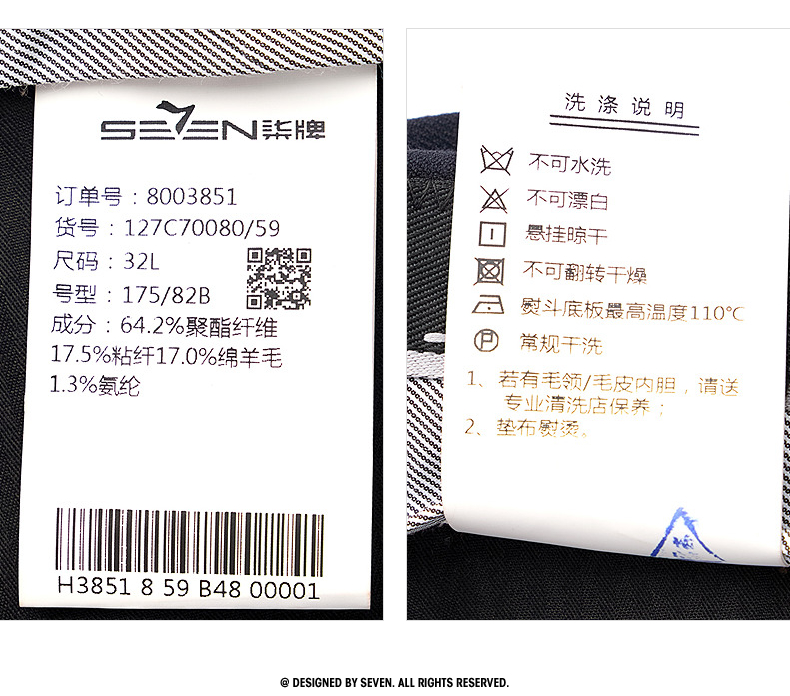 SEVEN柒牌
订单号：8003851
货号：127C70080/59
尺码：32L
号型：175/82B
成分：64.2%聚酯纤维
17.5%粘纤17.0%绵羊毛
1.3%氨纶
H3851 8 59 B48 00001
洗涤说明
不可水洗
不可漂白
悬挂晾干
不可翻转干燥
熨斗底板最高温度110℃
P 常规干洗
1、若有毛领/毛皮内胆，请送
专业清洗店保养；
2、垫布熨烫。
@ DESIGNED BY SEVEN. ALL RIGHTS RESERVED.